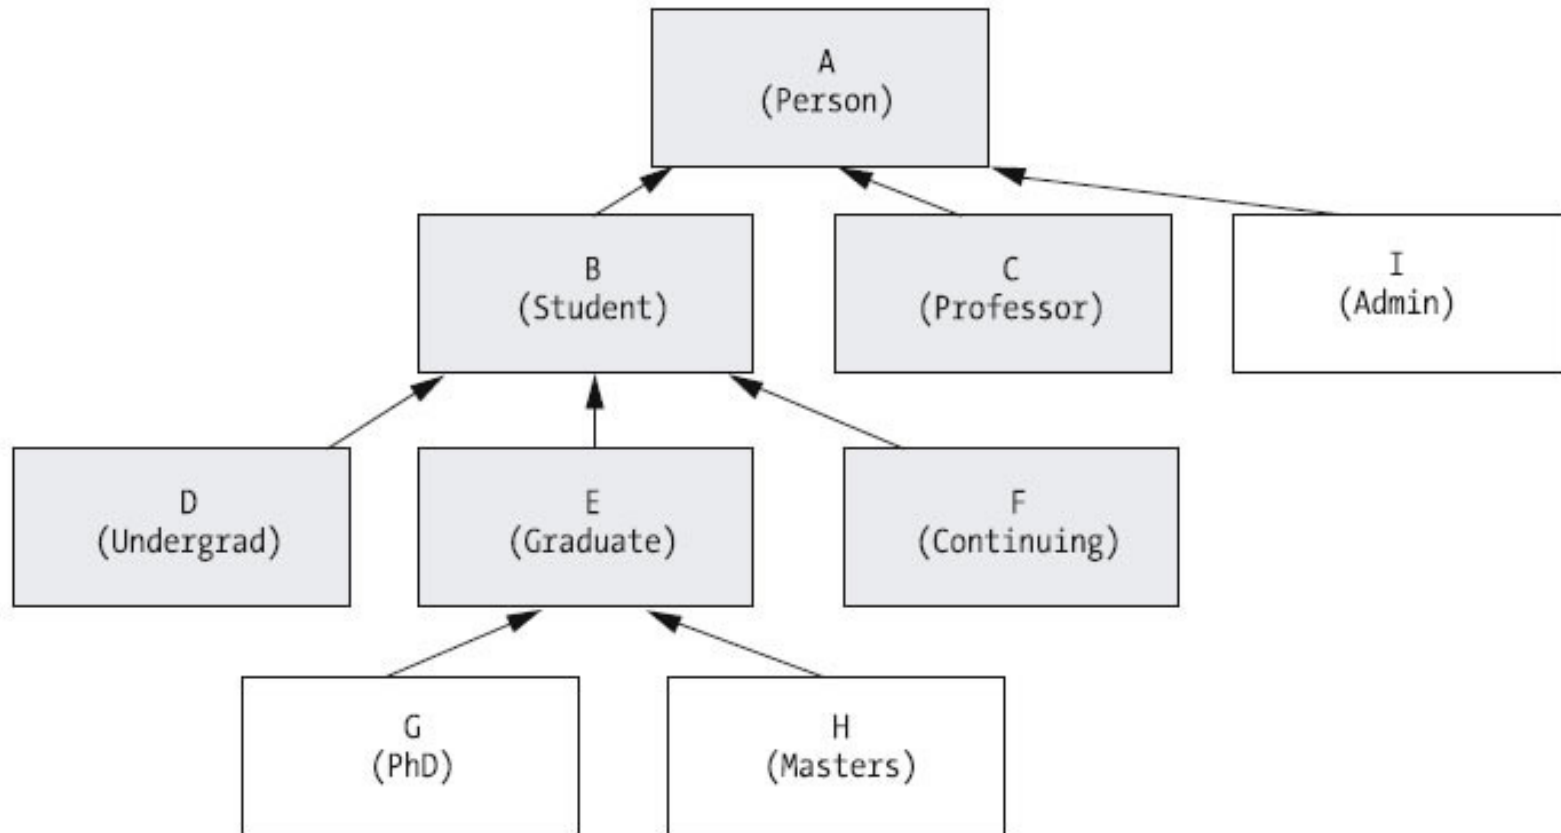 A
(Person)
B
(Student)
C
(Professor)
I
(Admin)
D
(Undergrad)
E
(Graduate)
F
(Continuing)
G
(PhD)
H
(Masters)